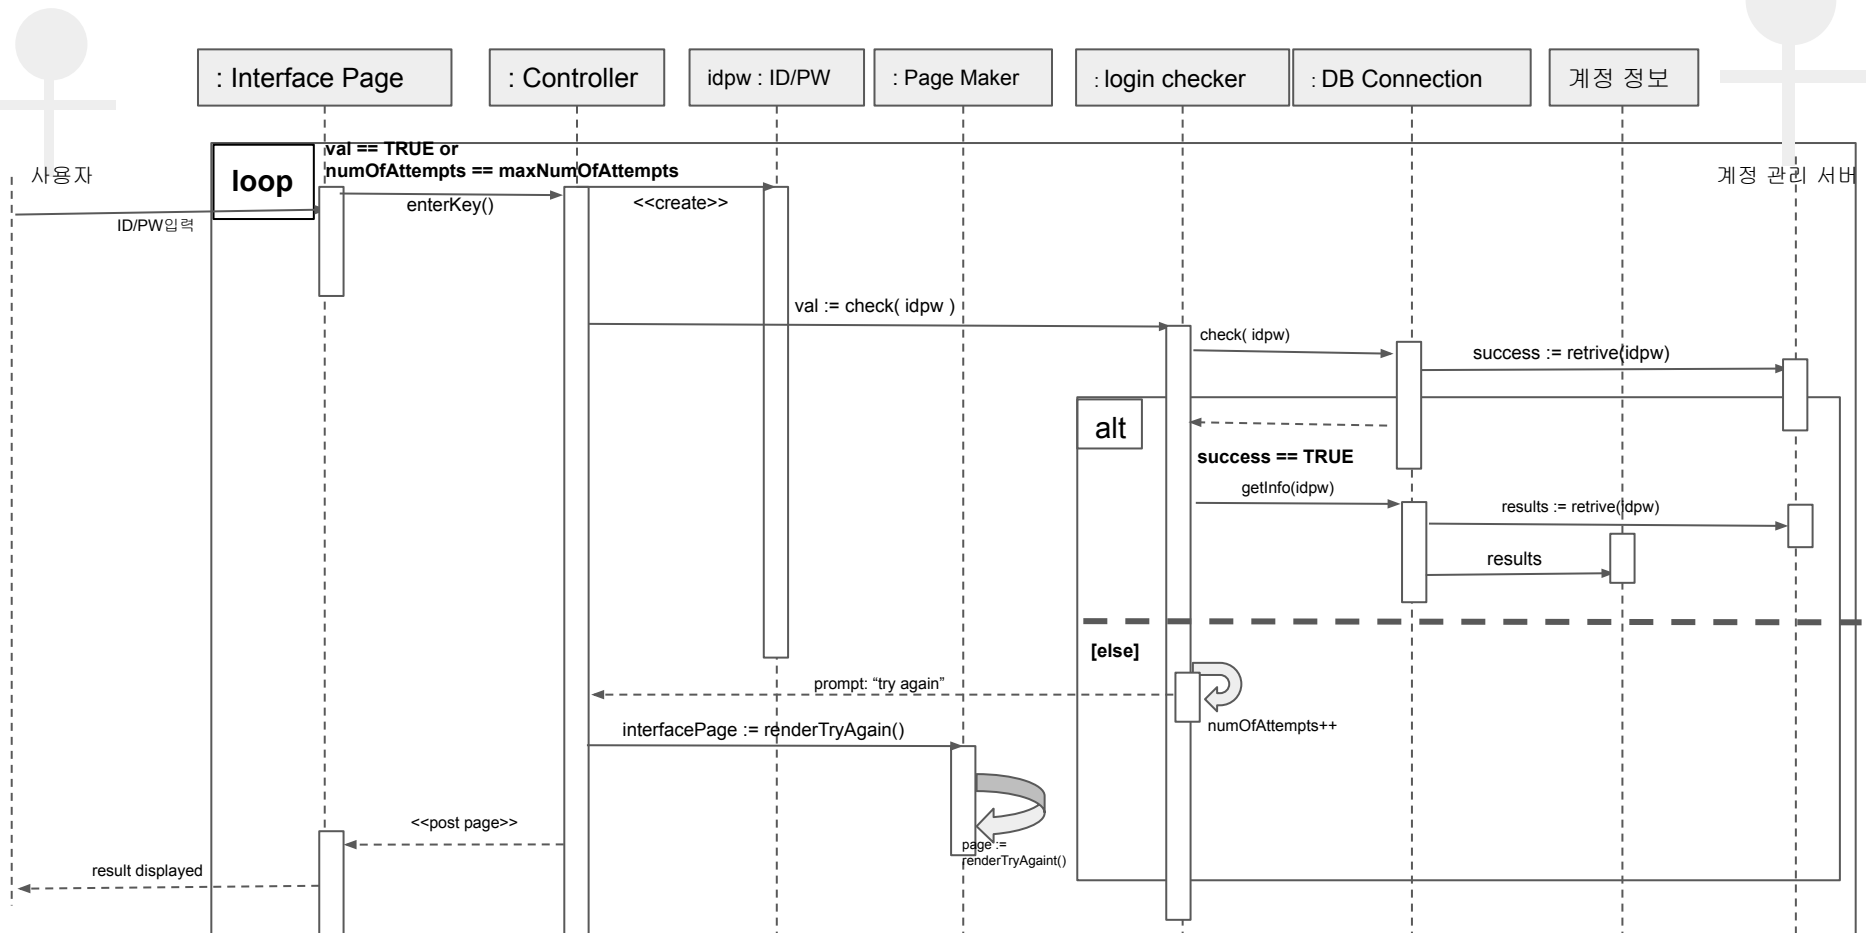 : Interface Page
: Controller
idpw : ID/PW
: Page Maker
: login checker
: DB Connection
계정 정보
사용자
계정 관리 서버
loop
val == TRUE or
numOfAttempts == maxNumOfAttempts
enterKey()
<<create>>
ID/PW입력
val := check( idpw )
check( idpw)
success := retrive(idpw)
alt
success == TRUE
getInfo(idpw)
results := retrive(idpw)
results
[else]
prompt: “try again”
numOfAttempts++
interfacePage := renderTryAgain()
page :=
renderTryAgaint()
<<post page>>
result displayed